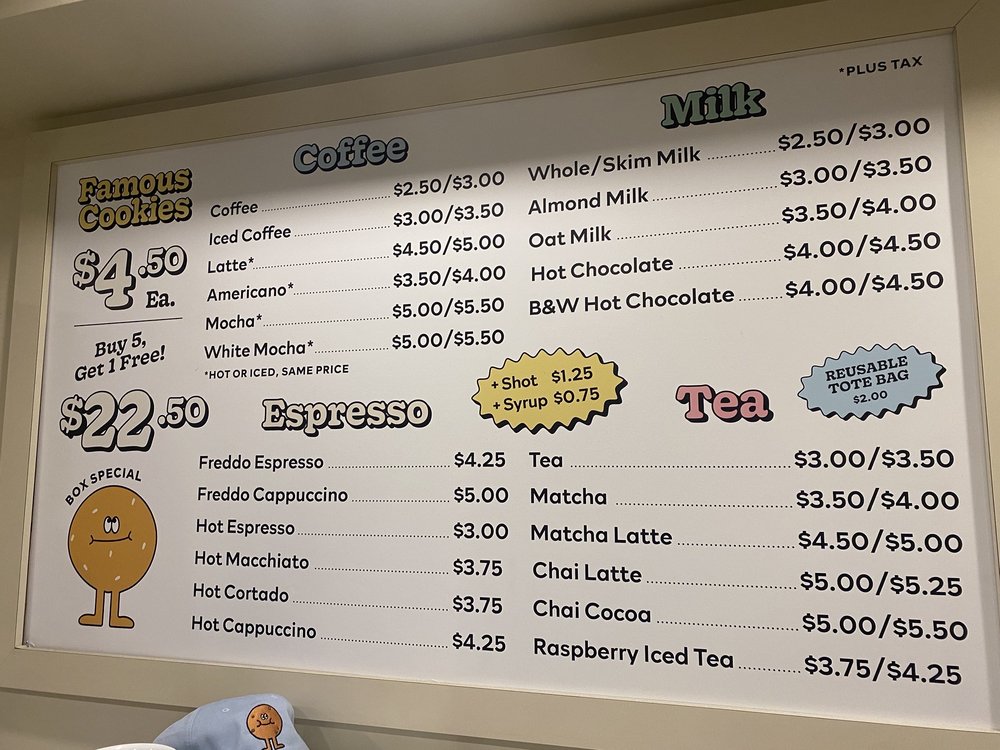 *PLUS TAX
Famous
Cookies
$4.50
Ea.
Buy 5,
Get 1 Free!
$22.50
BOX SPECIAL
Coffee
Coffee $2.50/$3.00
Iced Coffee $3.00/$3.50
Latte* $4.50/$5.00
Americano* $3.50/$4.00
Mocha* $5.00/$5.50
White Mocha* $5.00/$5.50
*HOT OR ICED, SAME PRICE
Espresso
Freddo Espresso $4.25
Freddo Cappuccino $5.00
Hot Espresso $3.00
Hot Macchiato $3.75
Hot Cortado $3.75
Hot Cappuccino $4.25
Milk
Whole/Skim Milk $2.50/$3.00
Almond Milk $3.00/$3.50
Oat Milk $3.50/$4.00
Hot Chocolate $4.00/$4.50
B&W Hot Chocolate $4.00/$4.50
+ Shot $1.25
+ Syrup $0.75
Tea
REUSABLE
TOTE BAG
$2.00
Tea $3.00/$3.50
Matcha $3.50/$4.00
Matcha Latte $4.50/$5.00
Chai Latte $5.00/$5.25
Chai Cocoa $5.00/$5.50
Raspberry Iced Tea $3.75/$4.25